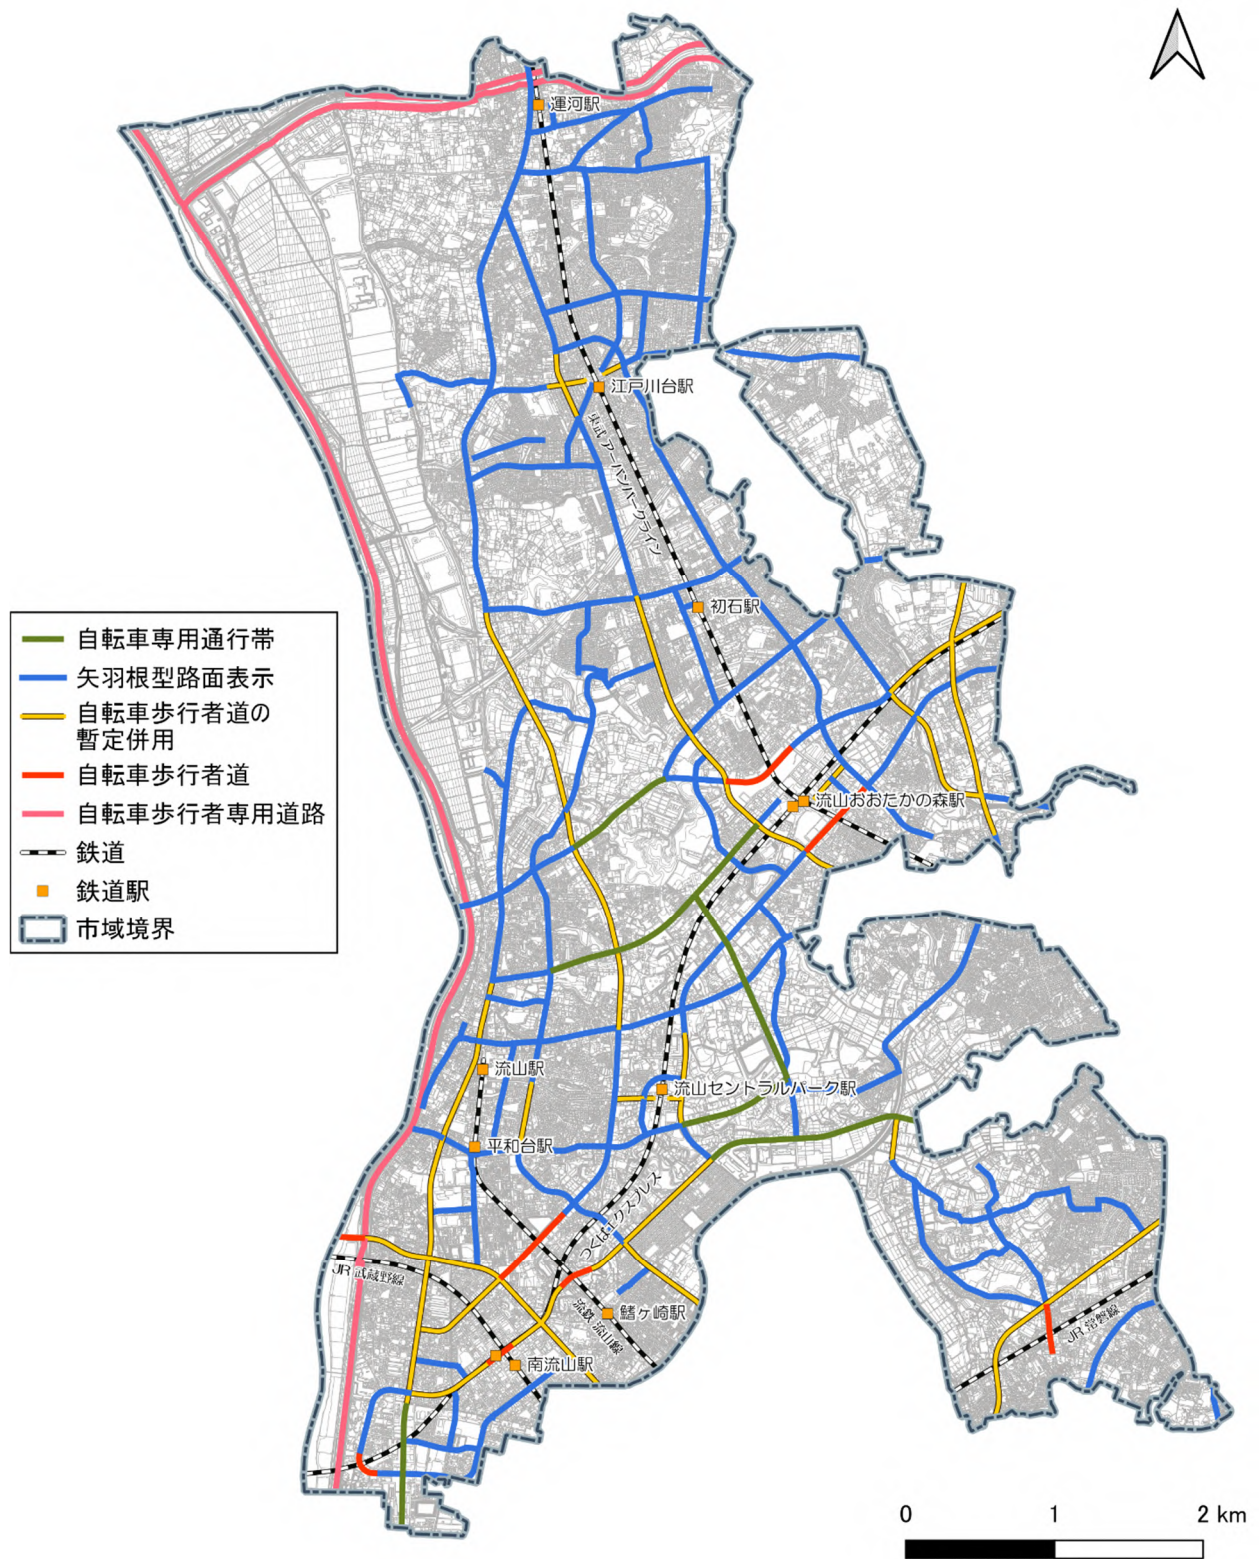 運河駅
江戸川台駅
東武 アーバンパークライン
初石駅
自転車専用通行帯
矢羽根型路面表示
自転車歩行者道の
暫定併用
自転車歩行者道
自転車歩行者専用道路
鉄道
鉄道駅
市域境界
流山おおたかの森駅
流山駅
流山セントラルパーク駅
平和台駅
つくばエクスプレス
JR 武蔵野線
流鉄 流山線
鰭ヶ崎駅
南流山駅
JR 常磐線
0 1 2 km